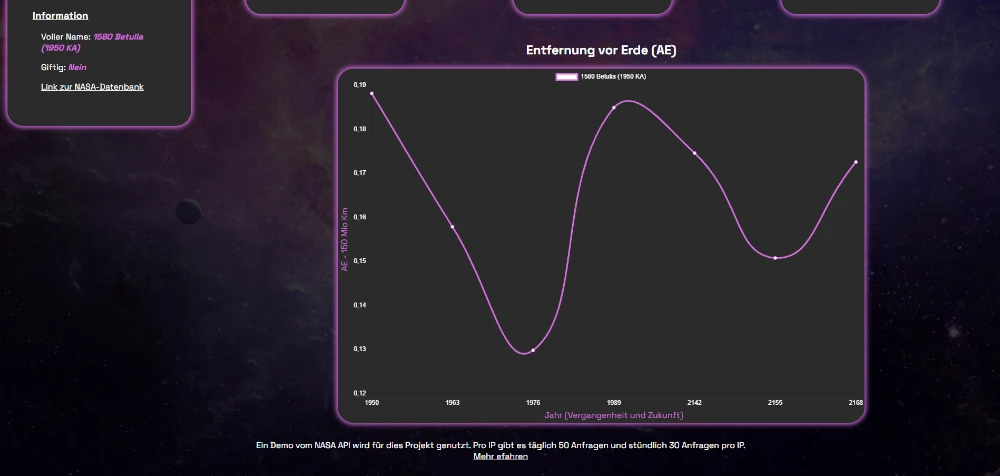 Information
Voller Name: 1580 Betulia
(1950 KA)
Giftig: Nein
Link zur NASA-Datenbank
Entfernung vor Erde (AE)
1580 Betulia (1950 KA)
0,19
0,18
0,17
0,16
0,15
0,14
0,13
0,12
AE - 150 Mio Km
1950 1963 1976 1989 2142 2155 2168
Jahr (Vergangenheit und Zukunft)
Ein Demo vom NASA API wird für dies Projekt genutzt. Pro IP gibt es täglich 50 Anfragen und stündlich 30 Anfragen pro IP.
Mehr efahren